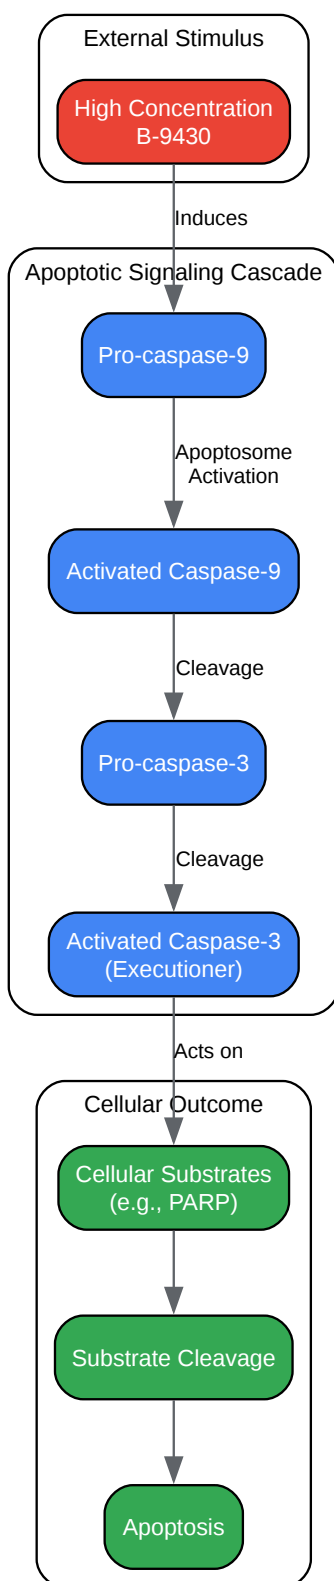 External Stimulus
High Concentration
B-9430
Induces
Apoptotic Signaling Cascade
Pro-caspase-9
Apoptosome
Activation
Activated Caspase-9
Cleavage
Pro-caspase-3
Cleavage
Activated Caspase-3
(Executioner)
Acts on
Cellular Outcome
Cellular Substrates
(e.g., PARP)
Substrate Cleavage
Apoptosis